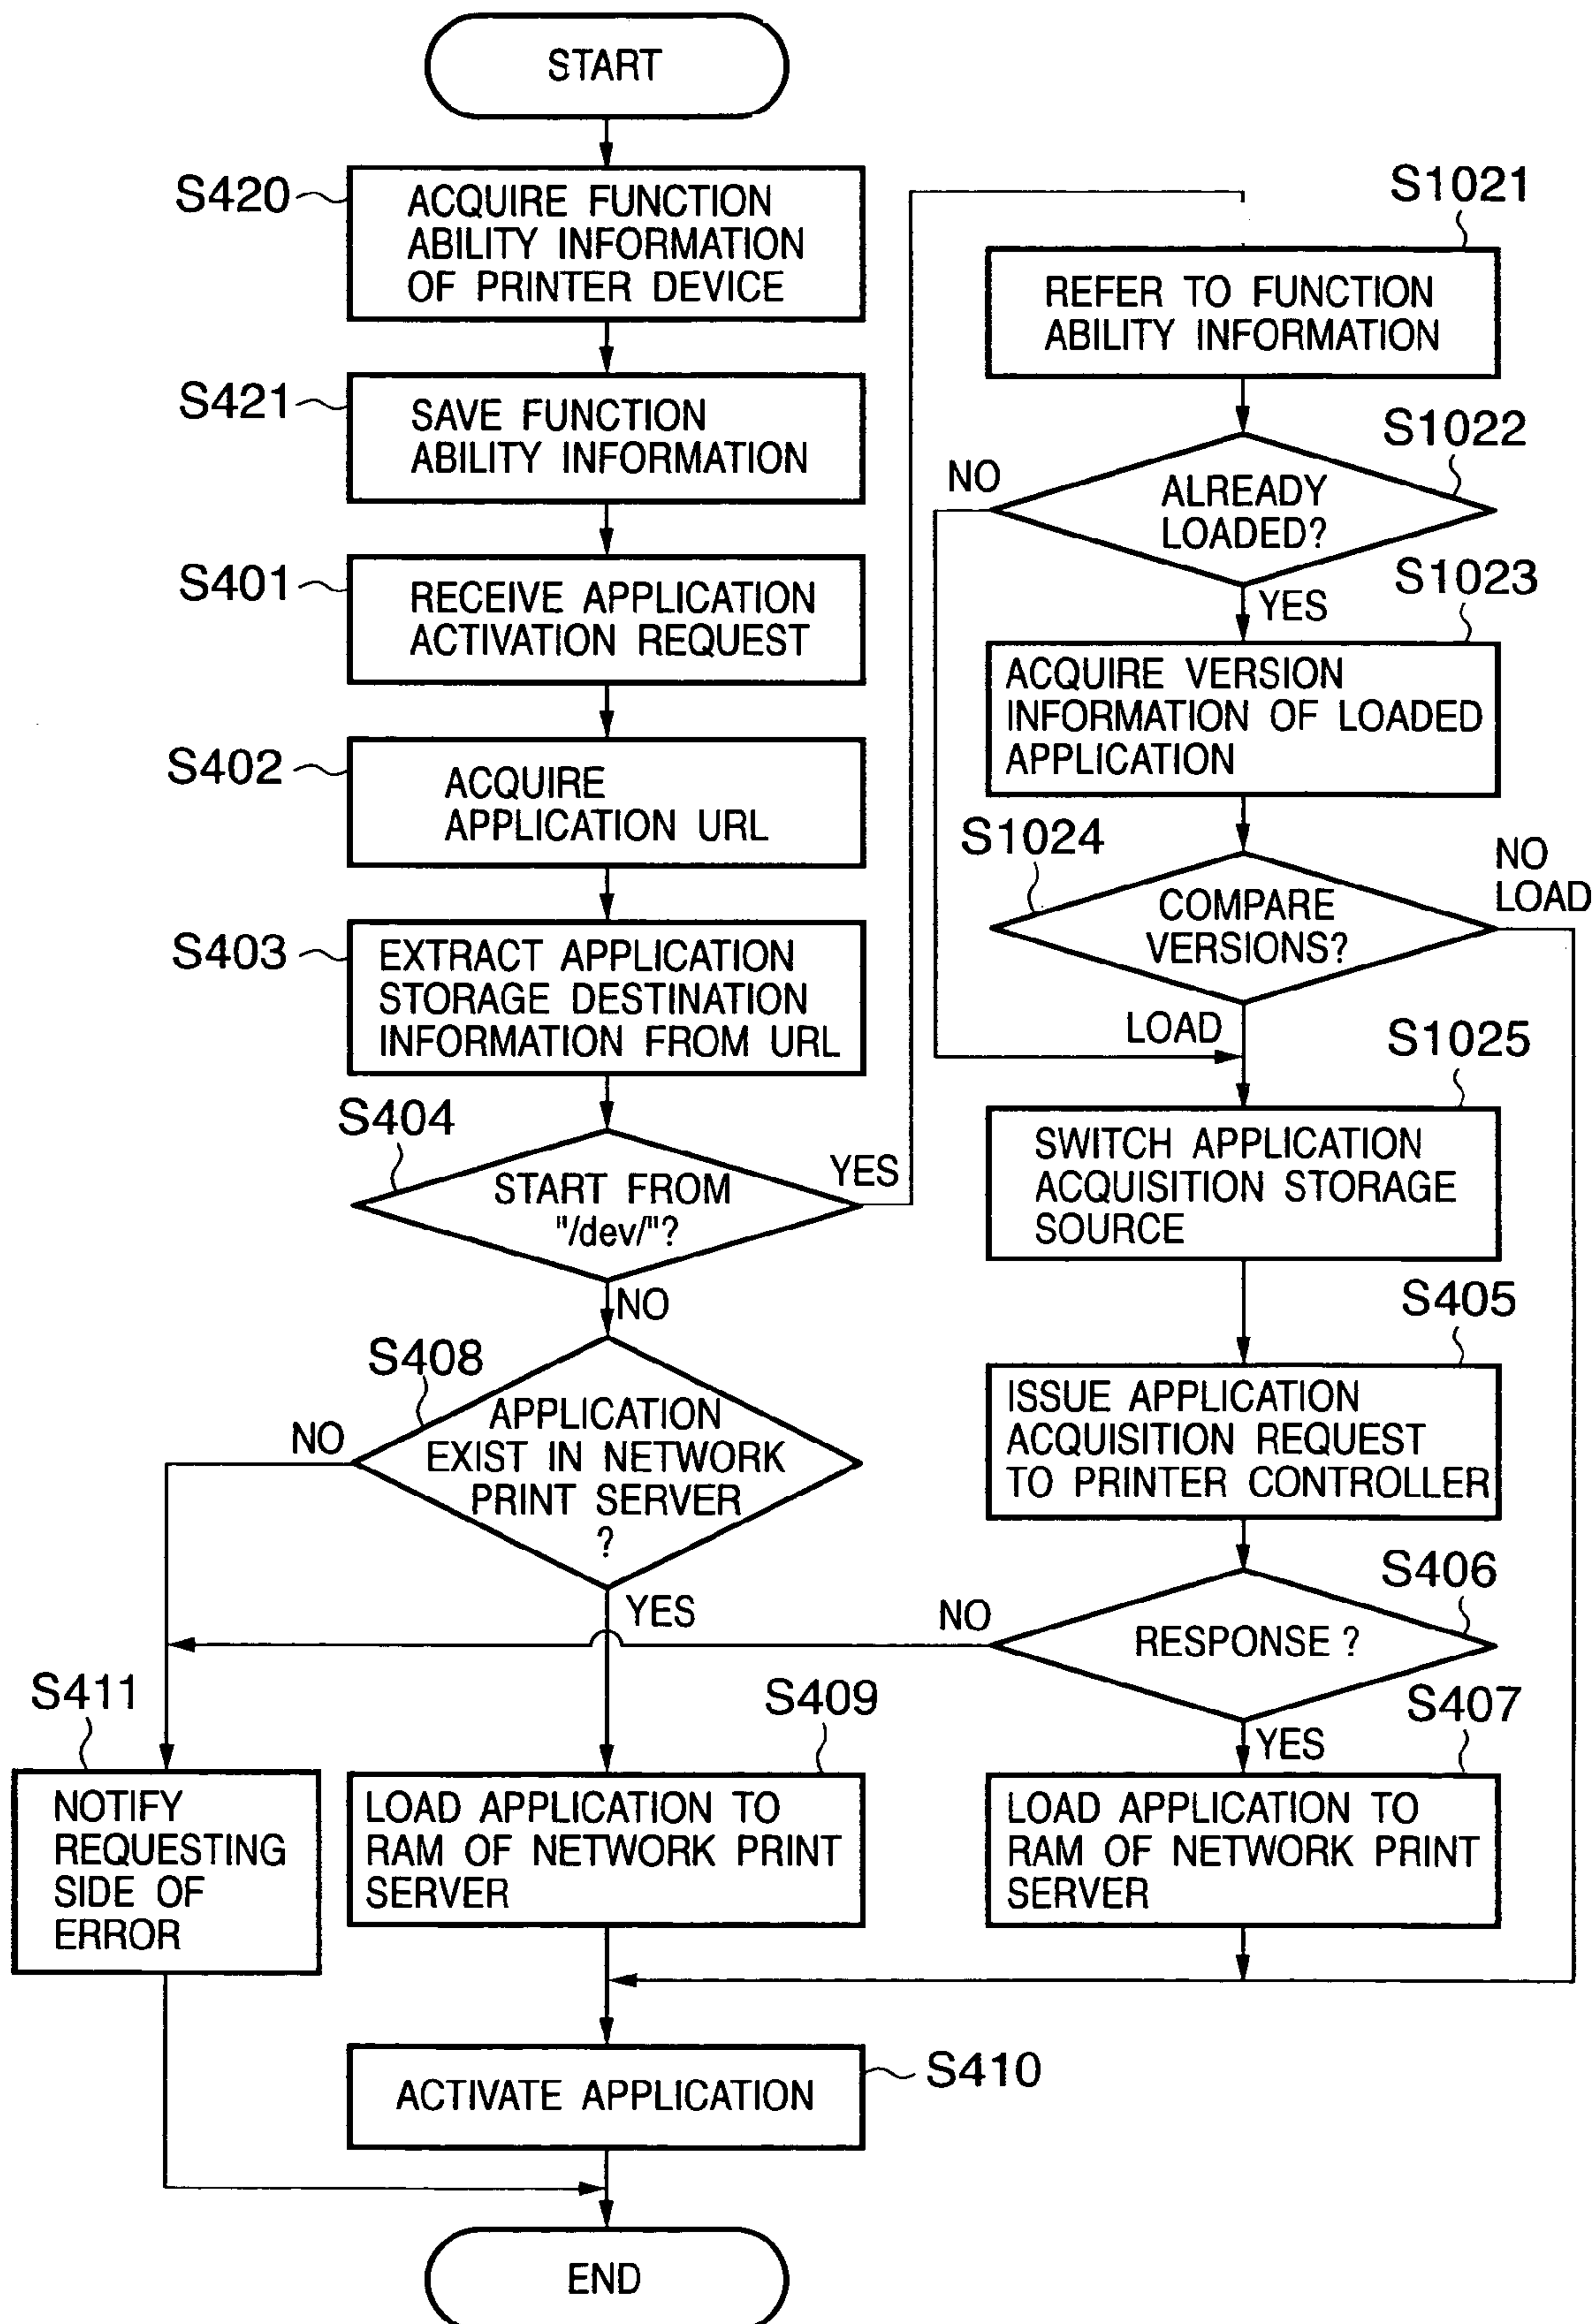 START
S420
ACQUIRE FUNCTION
ABILITY INFORMATION
OF PRINTER DEVICE
S421
SAVE FUNCTION
ABILITY INFORMATION
S401
RECEIVE APPLICATION
ACTIVATION REQUEST
S402
ACQUIRE
APPLICATION URL
S403
EXTRACT APPLICATION
STORAGE DESTINATION
INFORMATION FROM URL
S404
START FROM
"/dev/"?
YES
NO
S408
APPLICATION
EXIST IN NETWORK
PRINT SERVER
?
NO
YES
S411
NOTIFY
REQUESTING
SIDE OF
ERROR
S409
LOAD APPLICATION TO
RAM OF NETWORK PRINT
SERVER
S1021
REFER TO FUNCTION
ABILITY INFORMATION
S1022
ALREADY
LOADED?
NO
YES
S1023
ACQUIRE VERSION
INFORMATION OF LOADED
APPLICATION
S1024
COMPARE
VERSIONS?
NO
LOAD
LOAD
S1025
SWITCH APPLICATION
ACQUISITION STORAGE
SOURCE
S405
ISSUE APPLICATION
ACQUISITION REQUEST
TO PRINTER CONTROLLER
S406
RESPONSE ?
NO
YES
S407
LOAD APPLICATION TO
RAM OF NETWORK PRINT
SERVER
ACTIVATE APPLICATION
S410
END